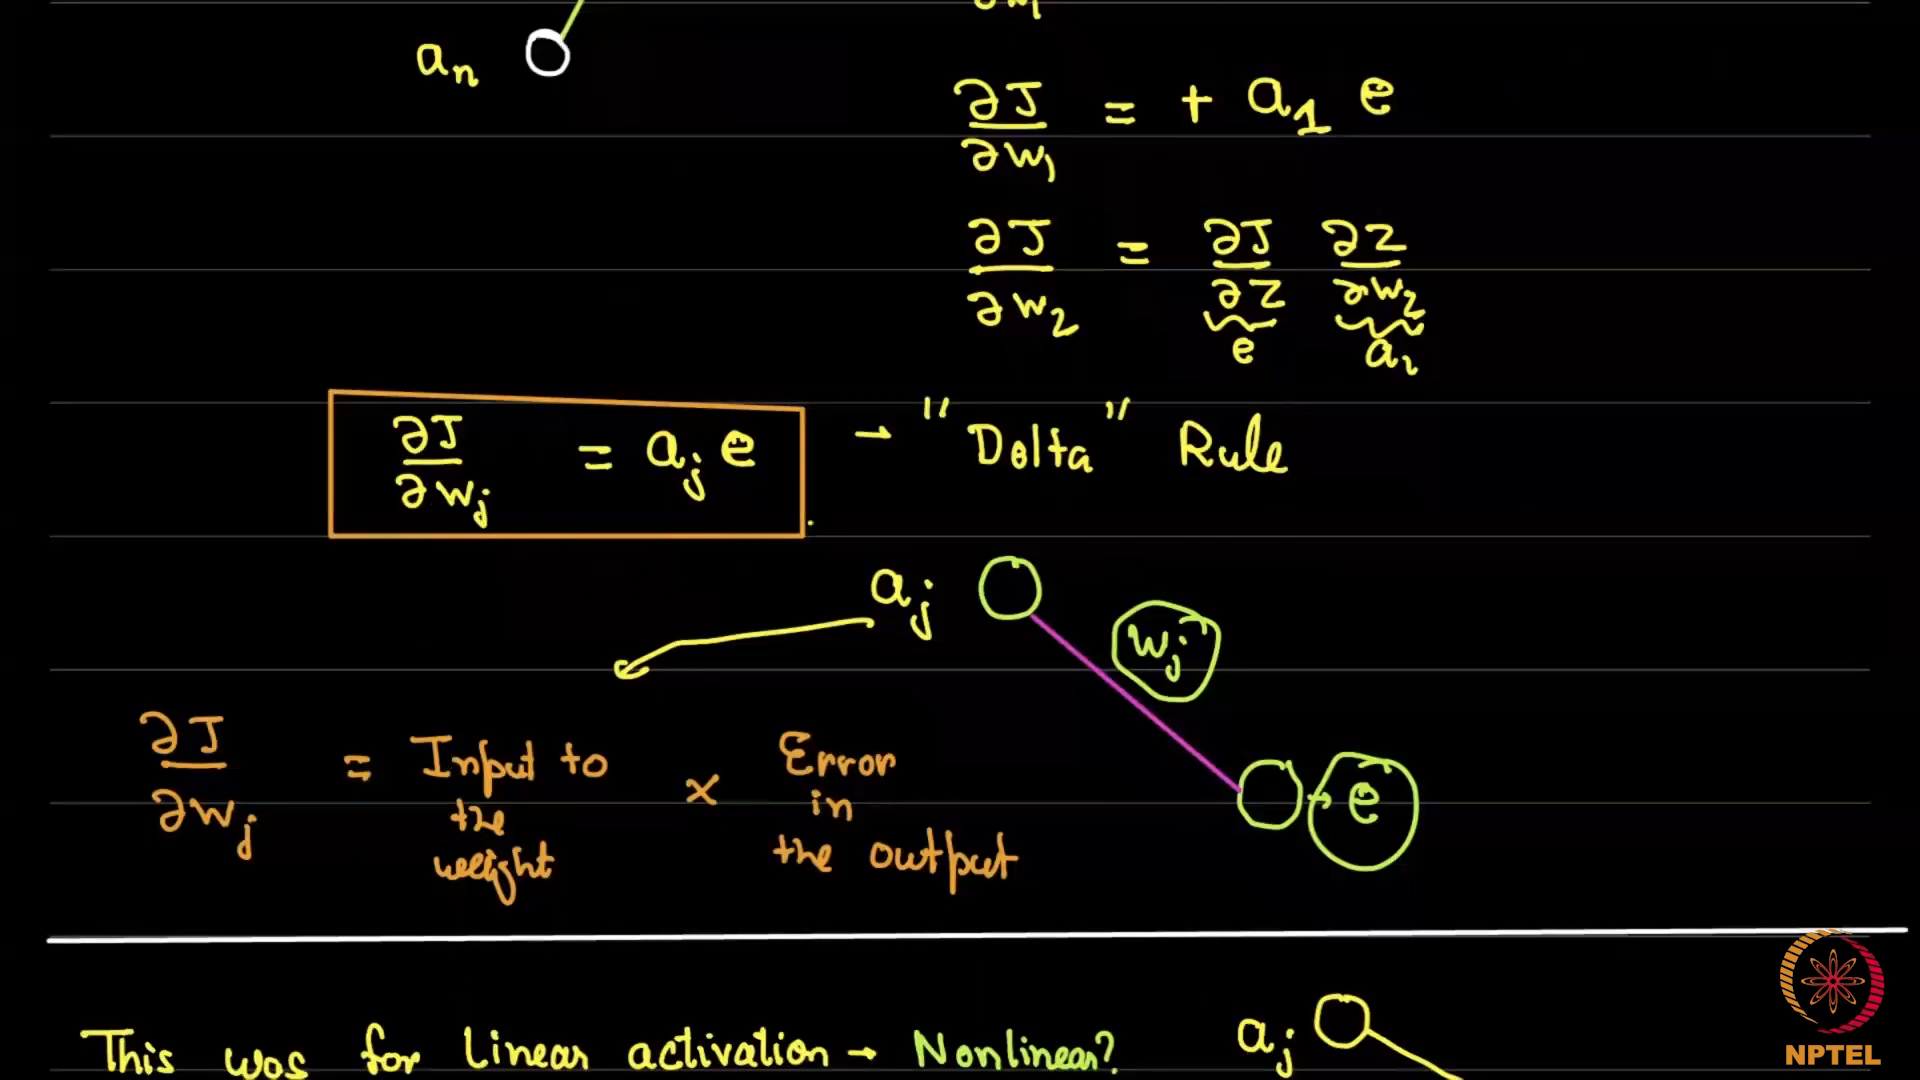 aₙ
∂J/∂w₁ = + a₁ e
∂J/∂w₂ = ∂J/∂z ∂z/∂w₂
e a₂
∂J/∂wⱼ = aⱼ e → "Delta" Rule
aⱼ
wⱼ
∂J/∂wⱼ = Input to the weight × Error in the output
e
This was for Linear activation → Nonlinear?
aⱼ
NPTEL